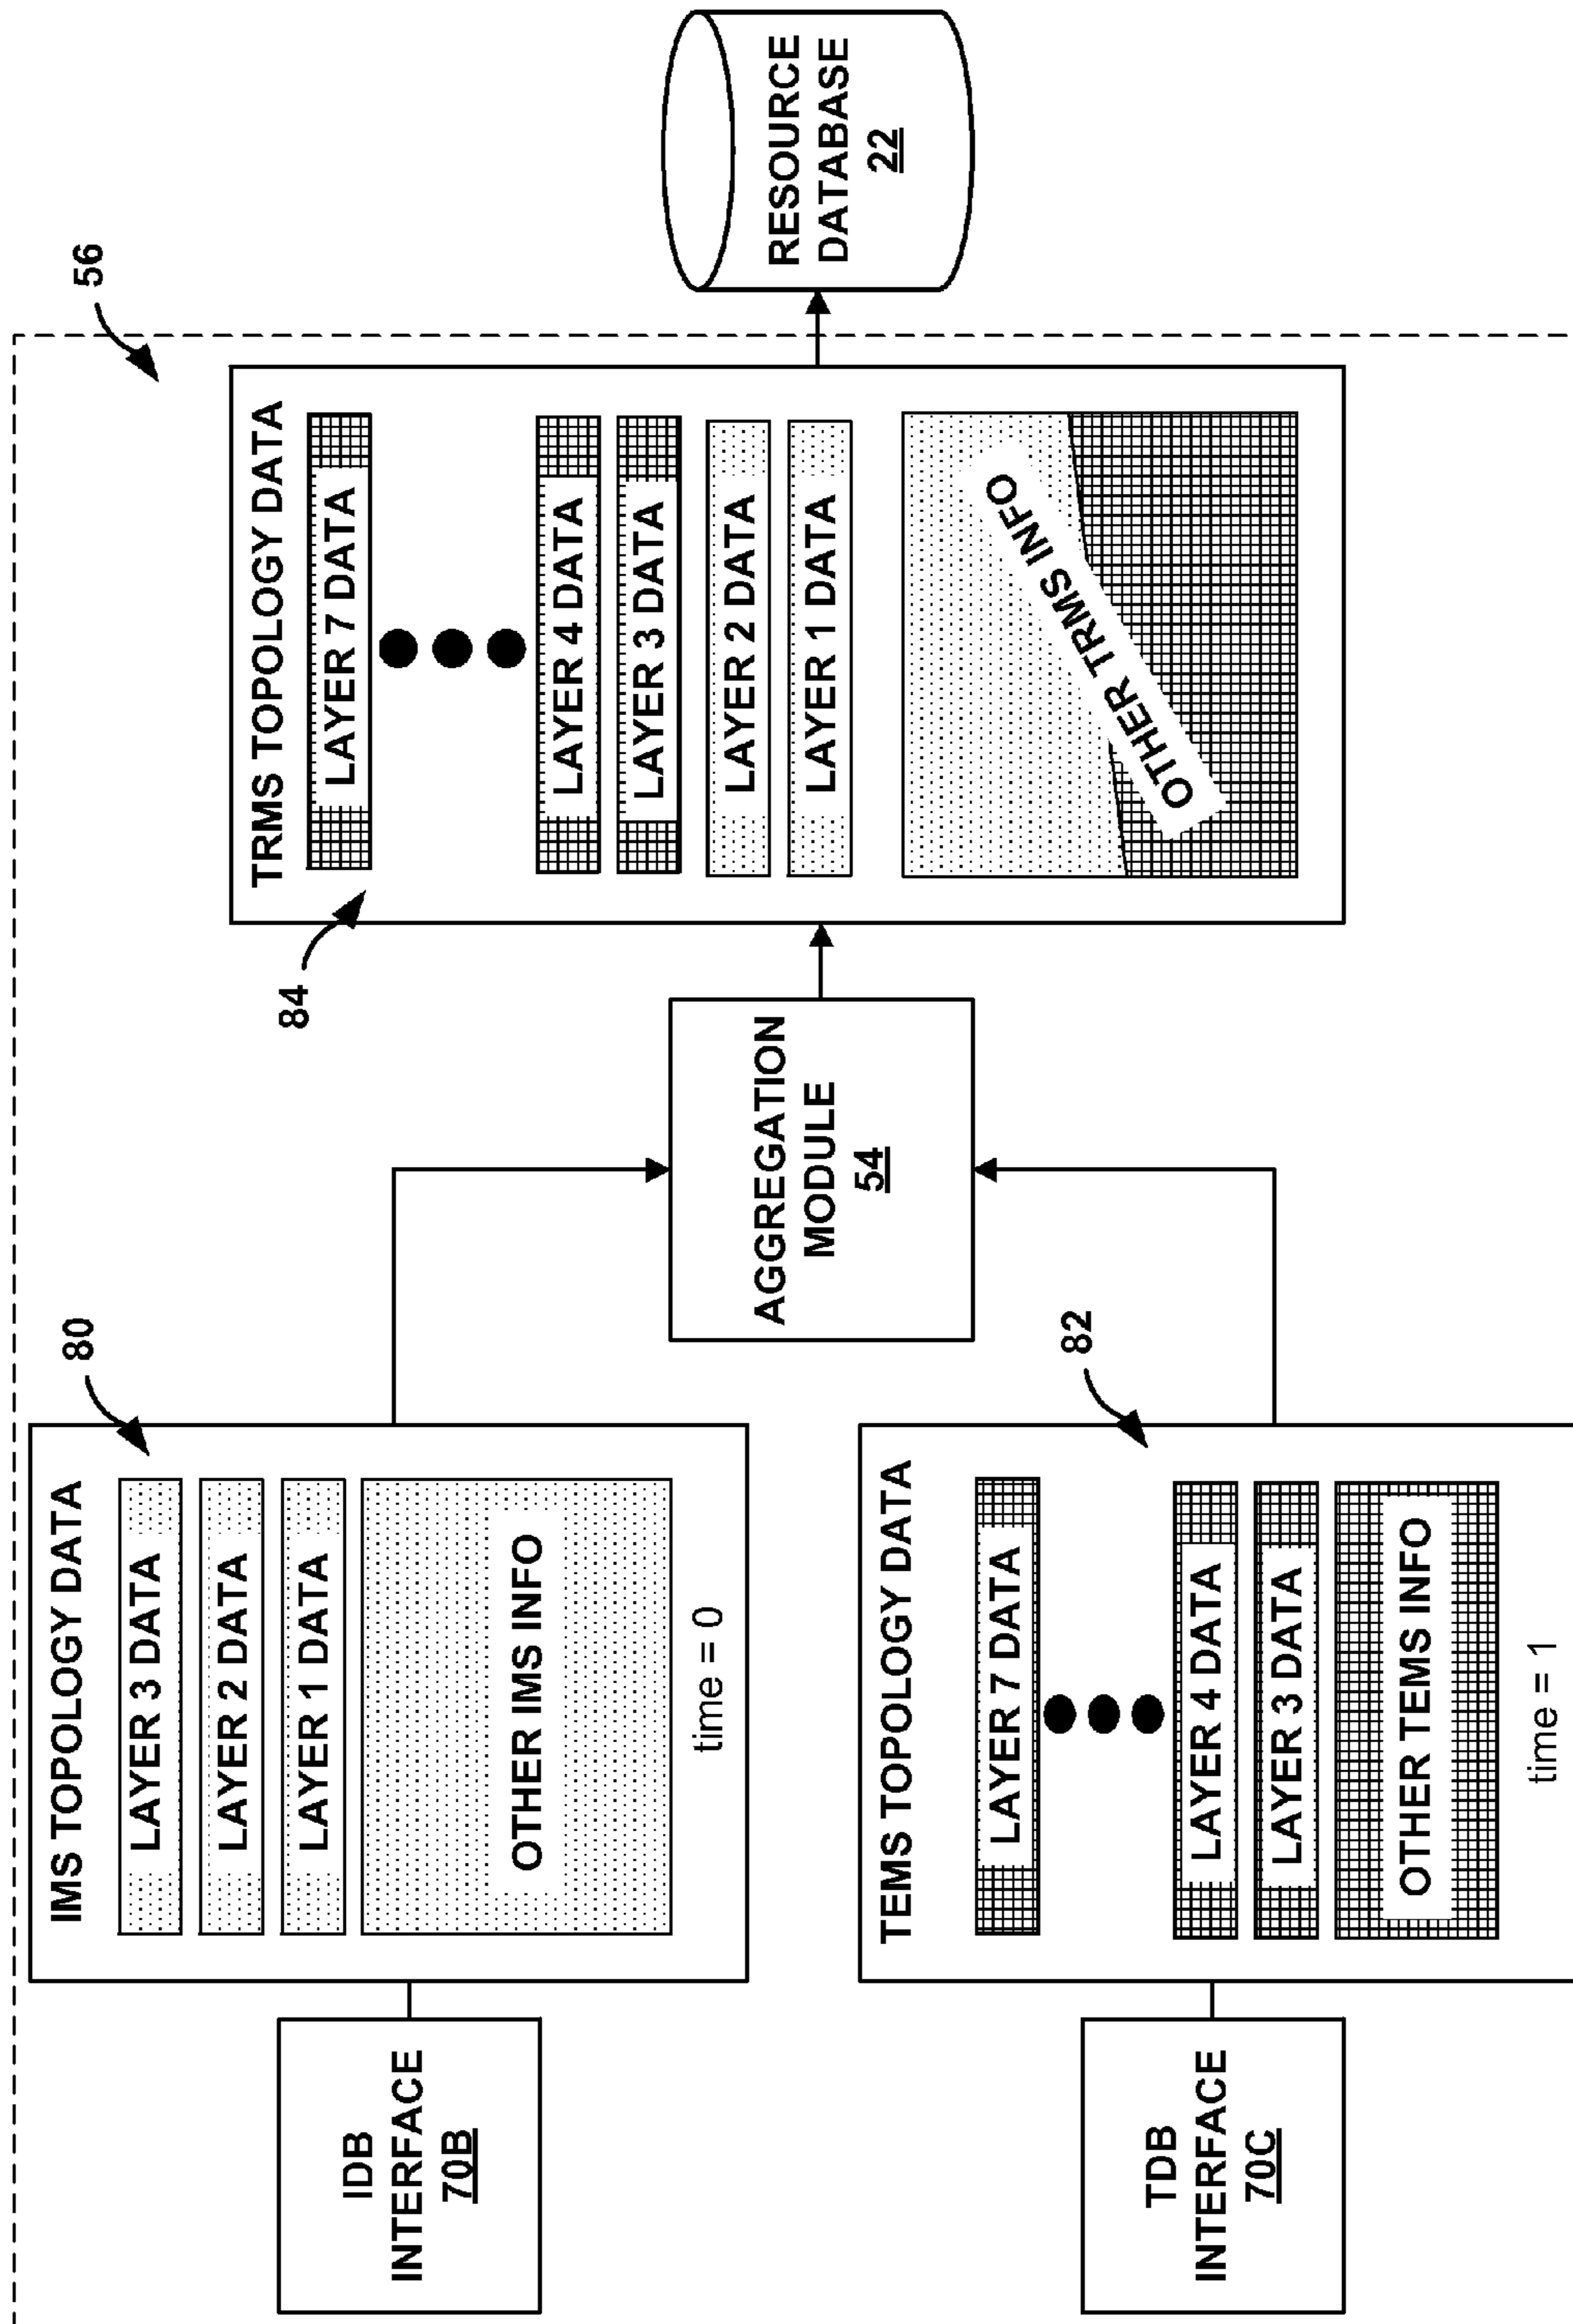 56
IDB
INTERFACE
70B
IMS TOPOLOGY DATA
80
LAYER 3 DATA
LAYER 2 DATA
LAYER 1 DATA
OTHER IMS INFO
time = 0
TDB
INTERFACE
70C
TEMS TOPOLOGY DATA
82
LAYER 7 DATA
LAYER 4 DATA
LAYER 3 DATA
OTHER TEMS INFO
time = 1
AGGREGATION
MODULE
54
84
TRMS TOPOLOGY DATA
LAYER 7 DATA
LAYER 4 DATA
LAYER 3 DATA
LAYER 2 DATA
LAYER 1 DATA
OTHER TRMS INFO
RESOURCE
DATABASE
22